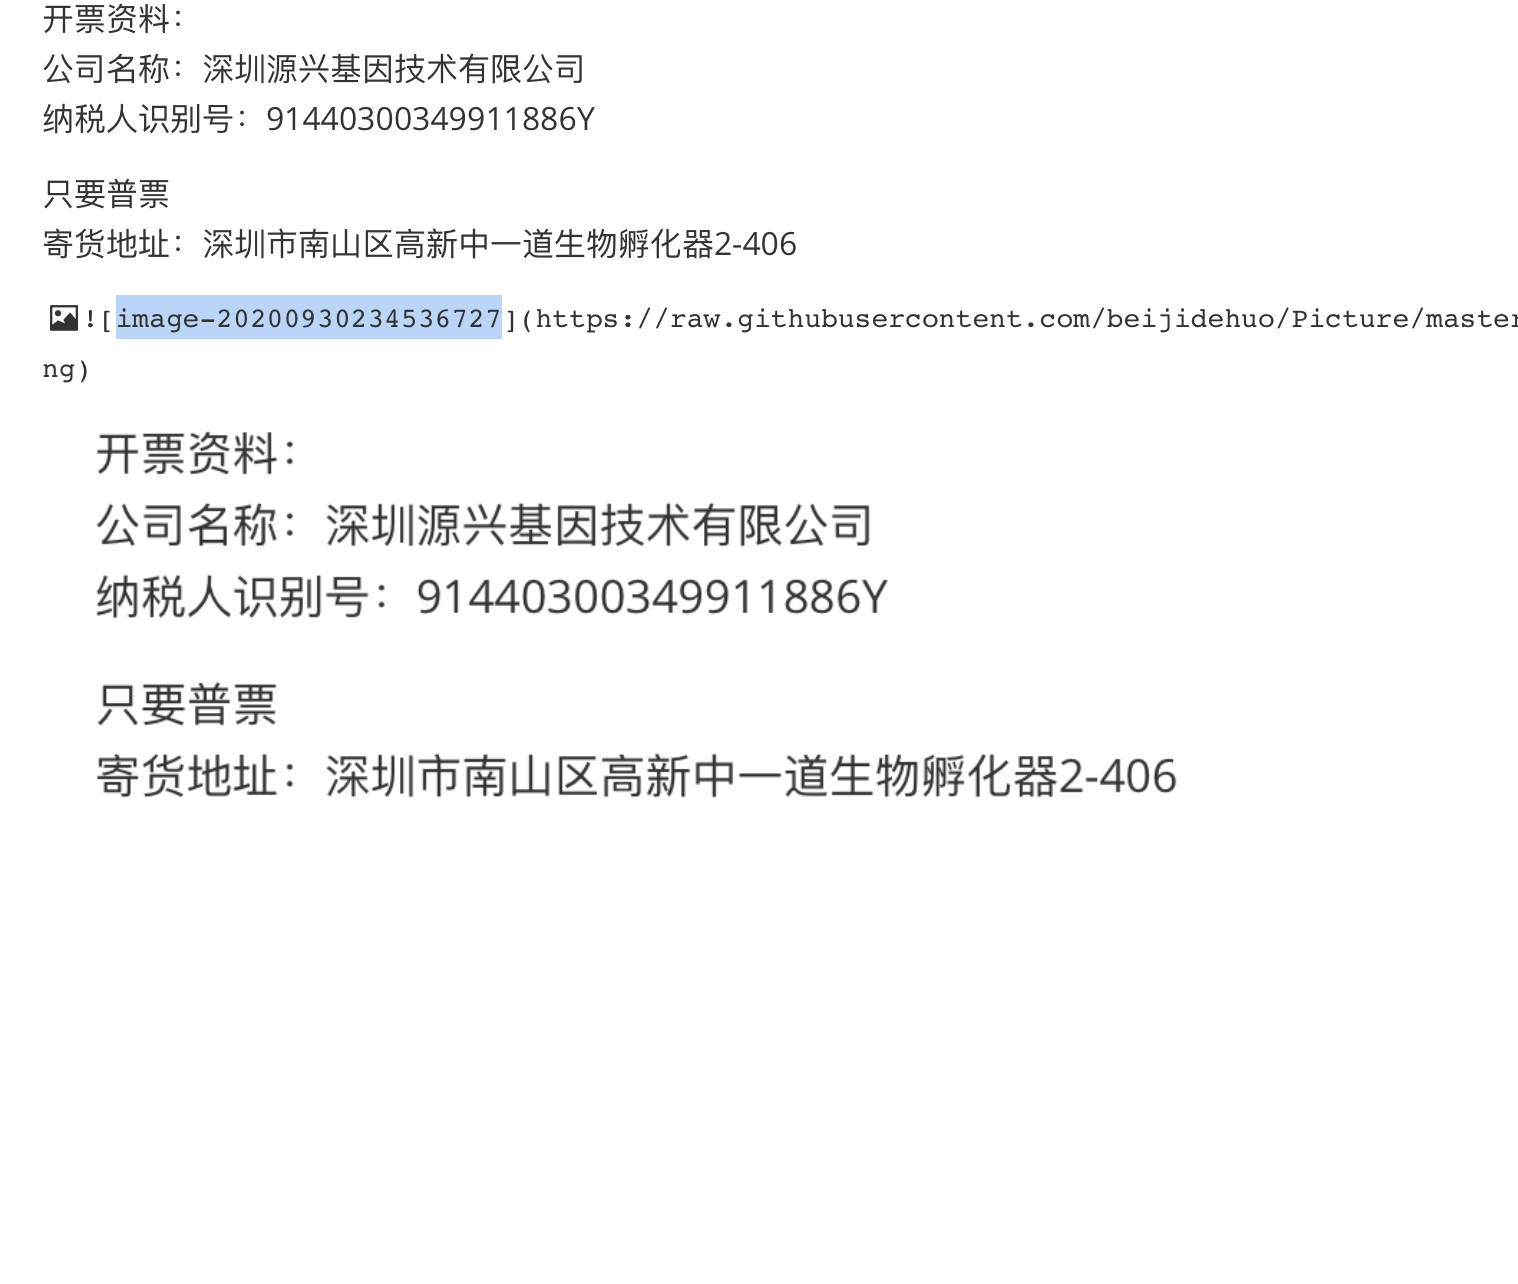 开票资料：
公司名称：深圳源兴基因技术有限公司
纳税人识别号：91440300349911886Y
只要普票
寄货地址：深圳市南山区高新中一道生物孵化器2-406
![image-20200930234536727](https://raw.githubusercontent.com/beijidehuo/Picture/master
ng)
开票资料：
公司名称：深圳源兴基因技术有限公司
纳税人识别号：91440300349911886Y
只要普票
寄货地址：深圳市南山区高新中一道生物孵化器2-406